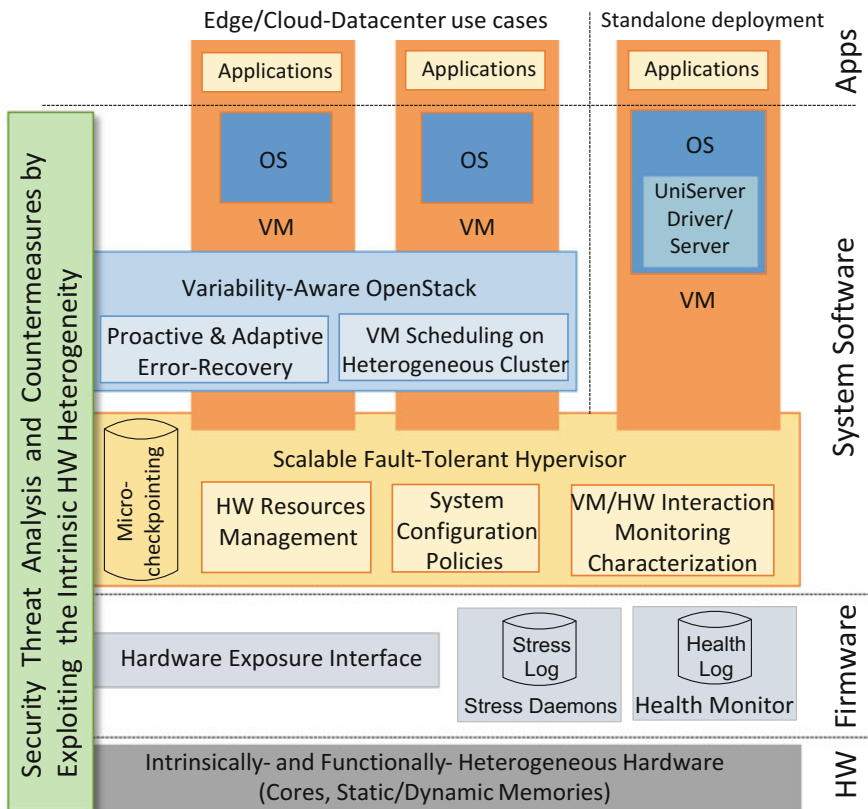 Edge/Cloud-Datacenter use cases
Standalone deployment
Apps
Applications
Applications
Applications
OS
OS
OS
UniServer
Driver/
Server
VM
VM
VM
System Software
Security Threat Analysis and Countermeasures by
Exploiting the Intrinsic HW Heterogeneity
Variability-Aware OpenStack
Proactive & Adaptive
Error-Recovery
VM Scheduling on
Heterogeneous Cluster
Scalable Fault-Tolerant Hypervisor
Micro-
checkpointing
HW Resources
Management
System
Configuration
Policies
VM/HW Interaction
Monitoring
Characterization
Hardware Exposure Interface
Stress
Log
Stress Daemons
Health
Log
Health Monitor
Firmware
Intrinsically- and Functionally- Heterogeneous Hardware
(Cores, Static/Dynamic Memories)
HW